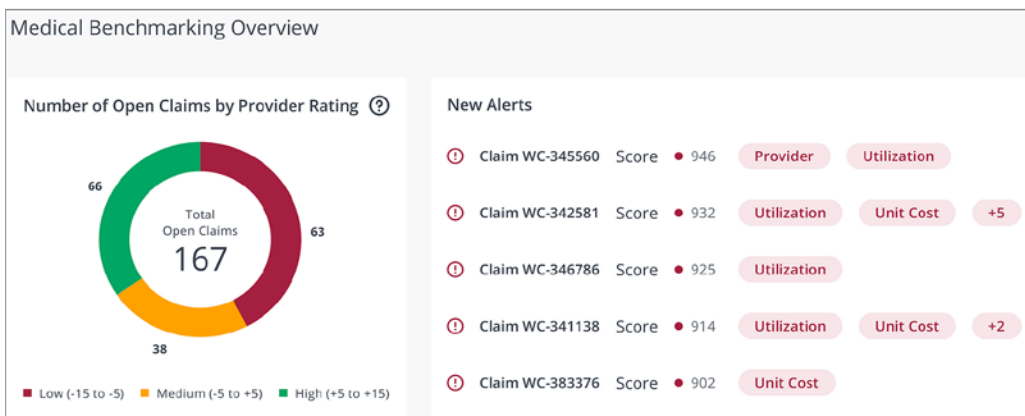 Medical Benchmarking Overview
Number of Open Claims by Provider Rating ?
66
Total
Open Claims
167
63
38
Low (-15 to -5) Medium (-5 to +5) High (+5 to +15)
New Alerts
Claim WC-345560 Score 946 Provider Utilization
Claim WC-342581 Score 932 Utilization Unit Cost +5
Claim WC-346786 Score 925 Utilization
Claim WC-341138 Score 914 Utilization Unit Cost +2
Claim WC-383376 Score 902 Unit Cost